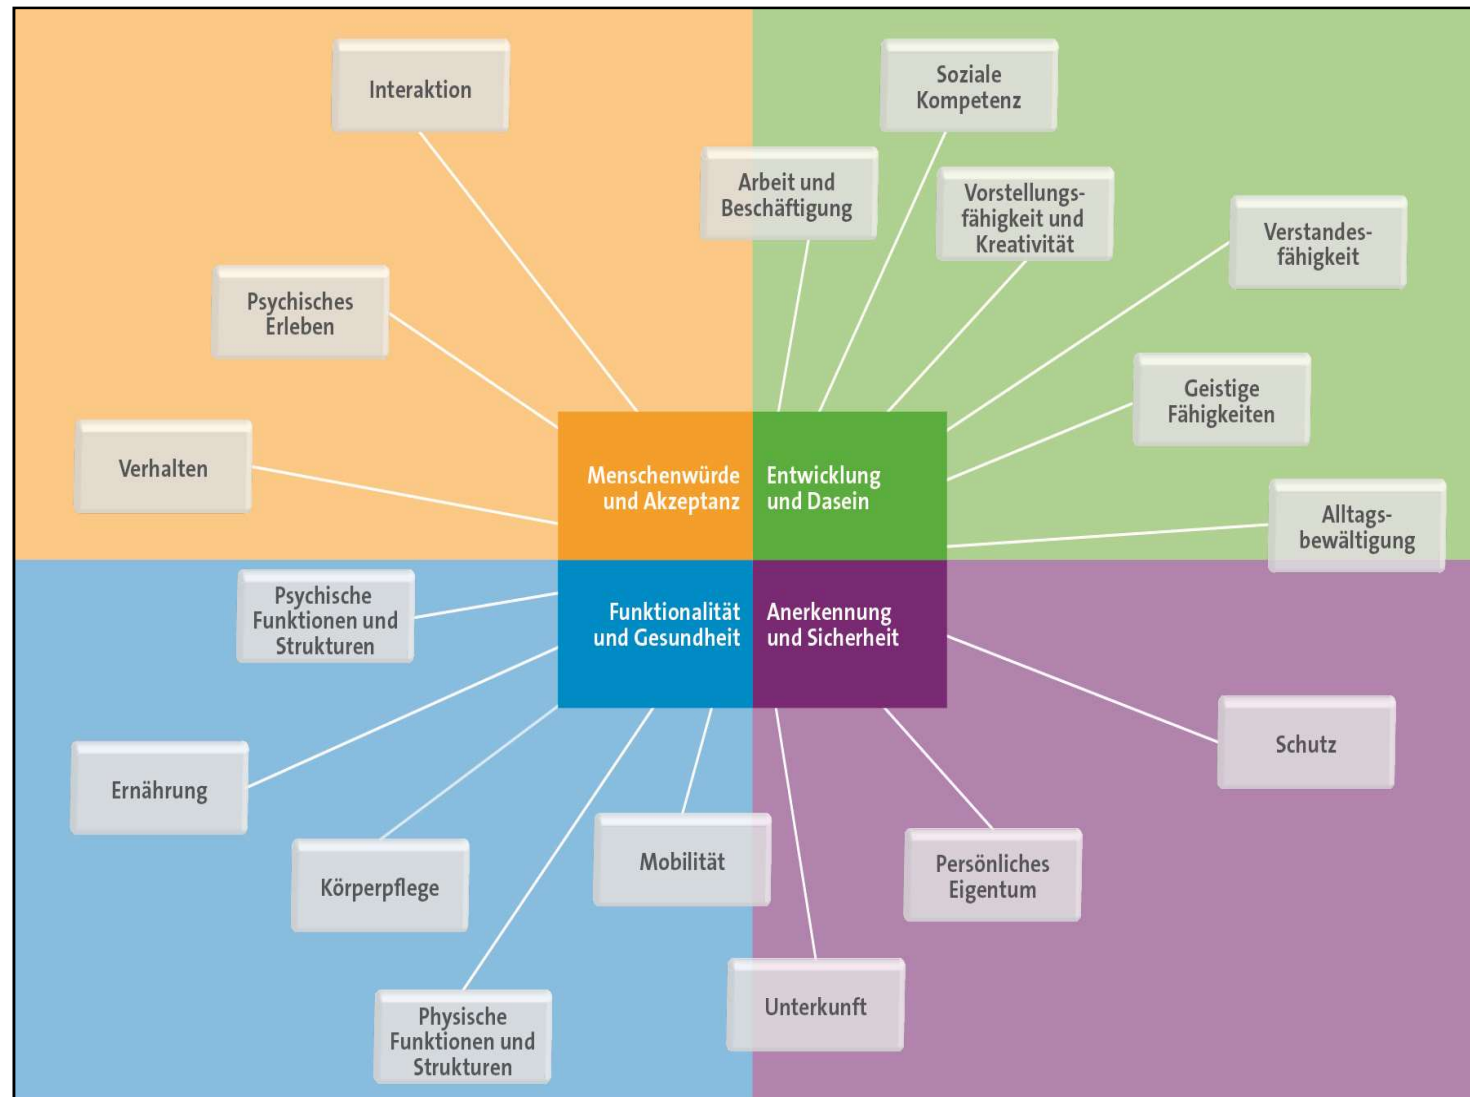 Interaktion
Psychisches
Erleben
Verhalten
Menschenwürde
und Akzeptanz
Soziale
Kompetenz
Arbeit und
Beschäftigung
Vorstellungs-
fähigkeit und
Kreativität
Verstandes-
fähigkeit
Geistige
Fähigkeiten
Alltags-
bewältigung
Entwicklung
und Dasein
Psychische
Funktionen und
Strukturen
Funktionalität
und Gesundheit
Ernährung
Körperpflege
Mobilität
Physische
Funktionen und
Strukturen
Anerkennung
und Sicherheit
Schutz
Persönliches
Eigentum
Unterkunft